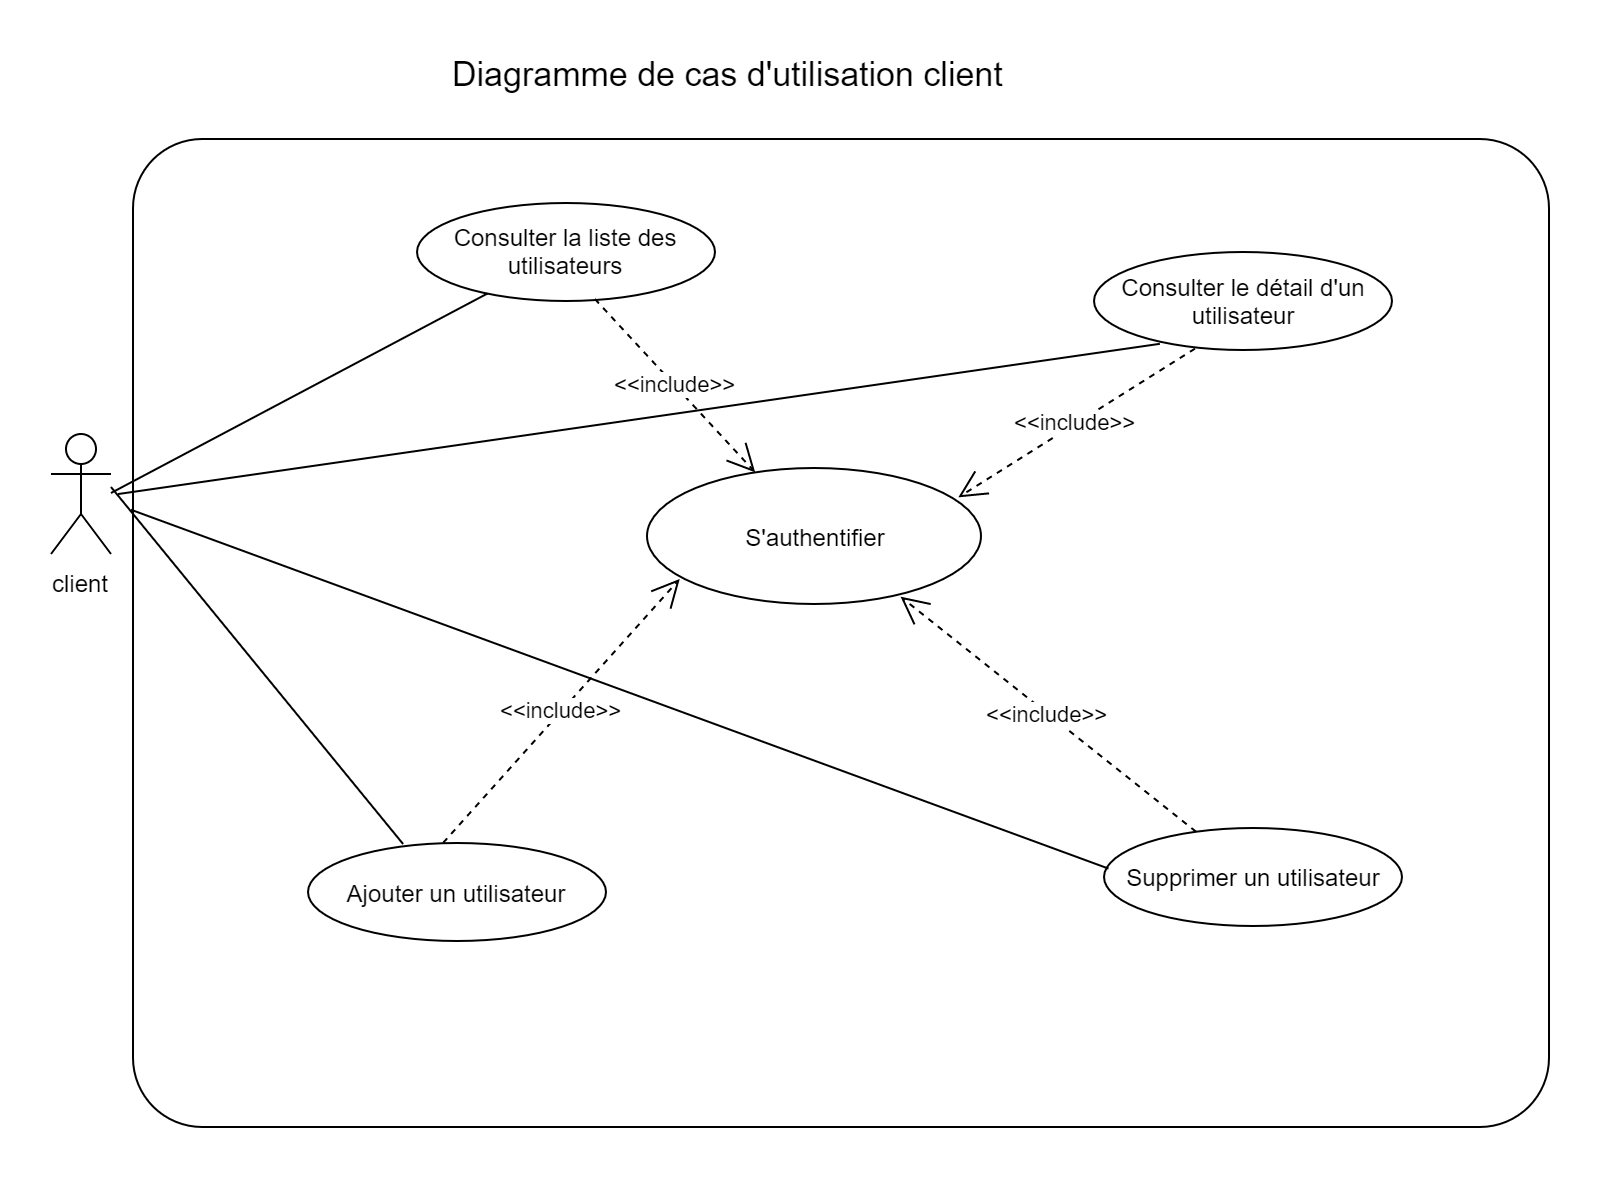 Diagramme de cas d'utilisation client
Consulter la liste des
utilisateurs
Consulter le détail d'un
utilisateur
<<include>>
<<include>>
S'authentifier
client
<<include>>
<<include>>
Ajouter un utilisateur
Supprimer un utilisateur